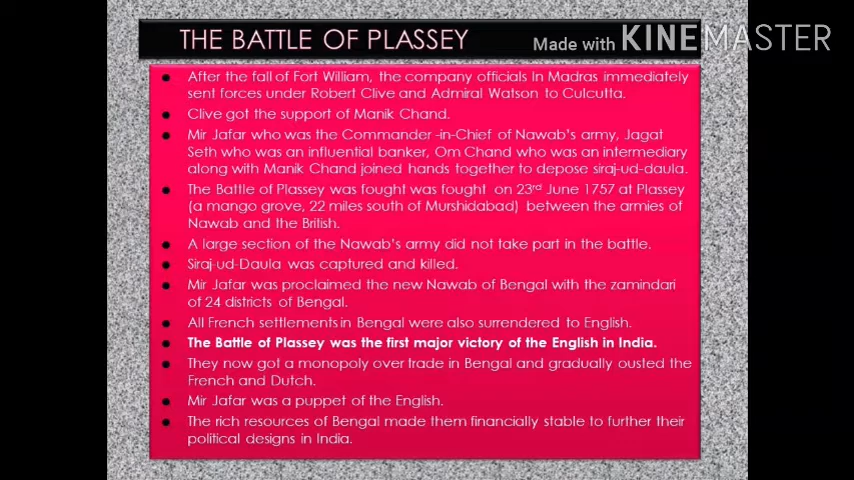 THE BATTLE OF PLASSEY
Made with KINEMASTER
After the fall of Fort William, the company officials in Madras immediately
sent forces under Robert Clive and Admiral Watson to Culcutta.
Clive got the support of Manik Chand.
Mir Jafar who was the Commander -in-Chief of Nawab's army, Jagat
Seth who was an influential banker, Om Chand who was an intermediary
along with Manik Chand joined hands together to depose siraj-ud-daula.
The Battle of Plassey was fought was fought on 23rd June 1757 at Plassey
(a mango grove, 22 miles south of Murshidabad) between the armies of
Nawab and the British.
A large section of the Nawab's army did not take part in the battle.
Siraj-ud-Daula was captured and killed.
Mir Jafar was proclaimed the new Nawab of Bengal with the zamindari
of 24 districts of Bengal.
All French settlements in Bengal were also surrendered to English.
The Battle of Plassey was the first major victory of the English in India.
They now got a monopoly over trade in Bengal and gradually ousted the
French and Dutch.
Mir Jafar was a puppet of the English.
The rich resources of Bengal made them financially stable to further their
political designs in India.